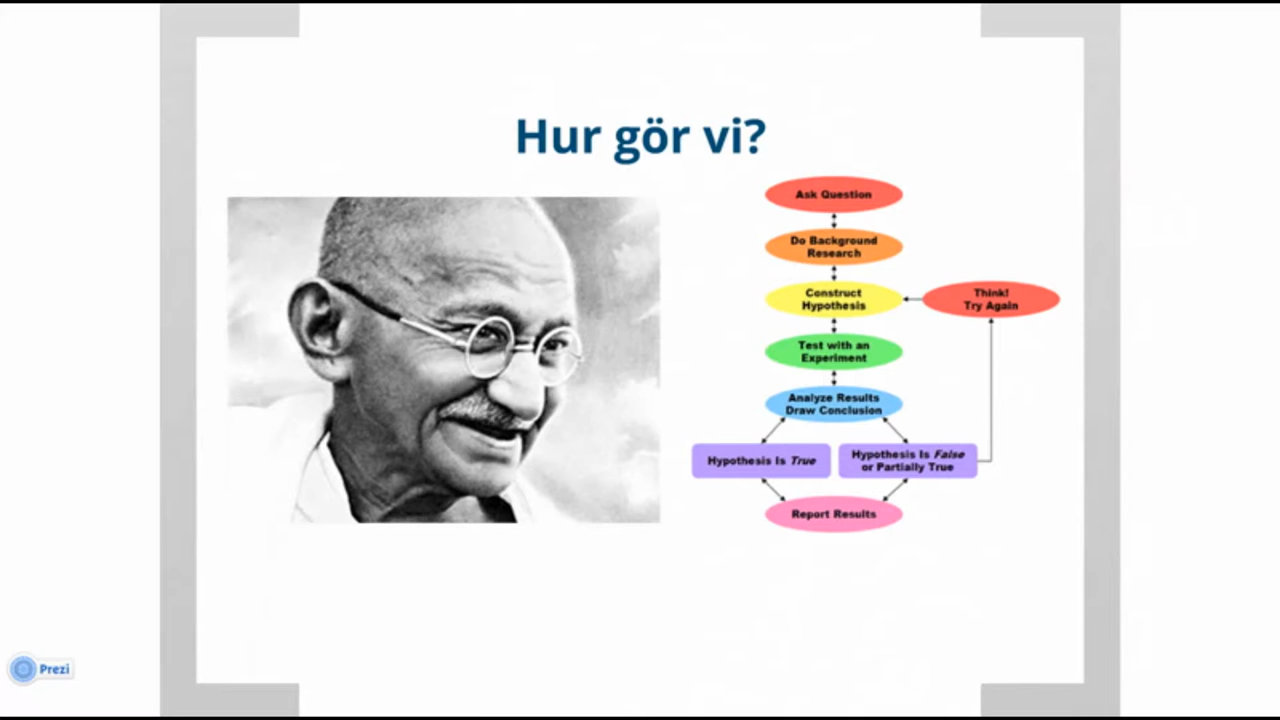 Hur gör vi?
Ask Question
Do Background
Research
Construct
Hypothesis
Think!
Try Again
Test with an
Experiment
Analyze Results
Draw Conclusion
Hypothesis Is True
Hypothesis Is False
or Partially True
Report Results
Prezi